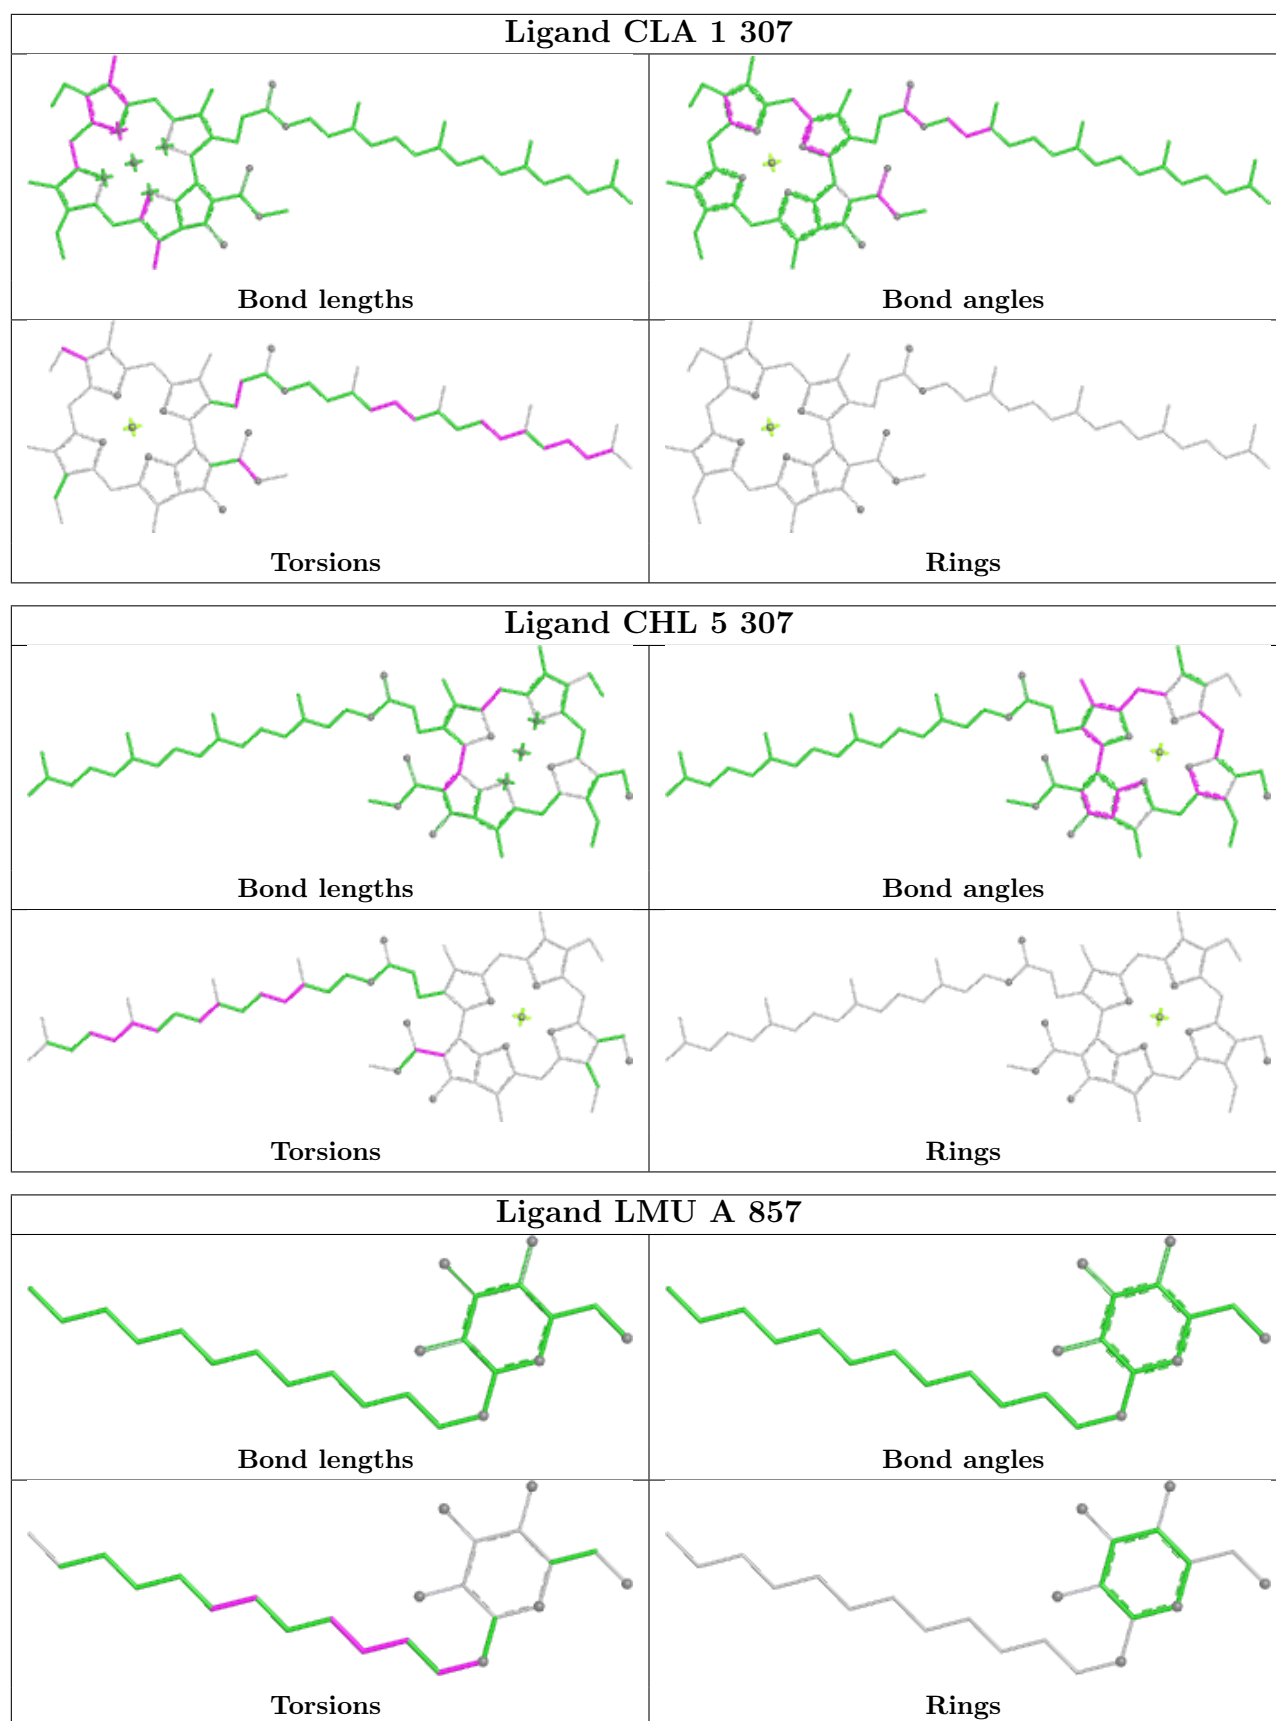 Ligand CLA 1 307
Bond lengths
Bond angles
Torsions
Rings
Ligand CHL 5 307
Bond lengths
Bond angles
Torsions
Rings
Ligand LMU A 857
Bond lengths
Bond angles
Torsions
Rings